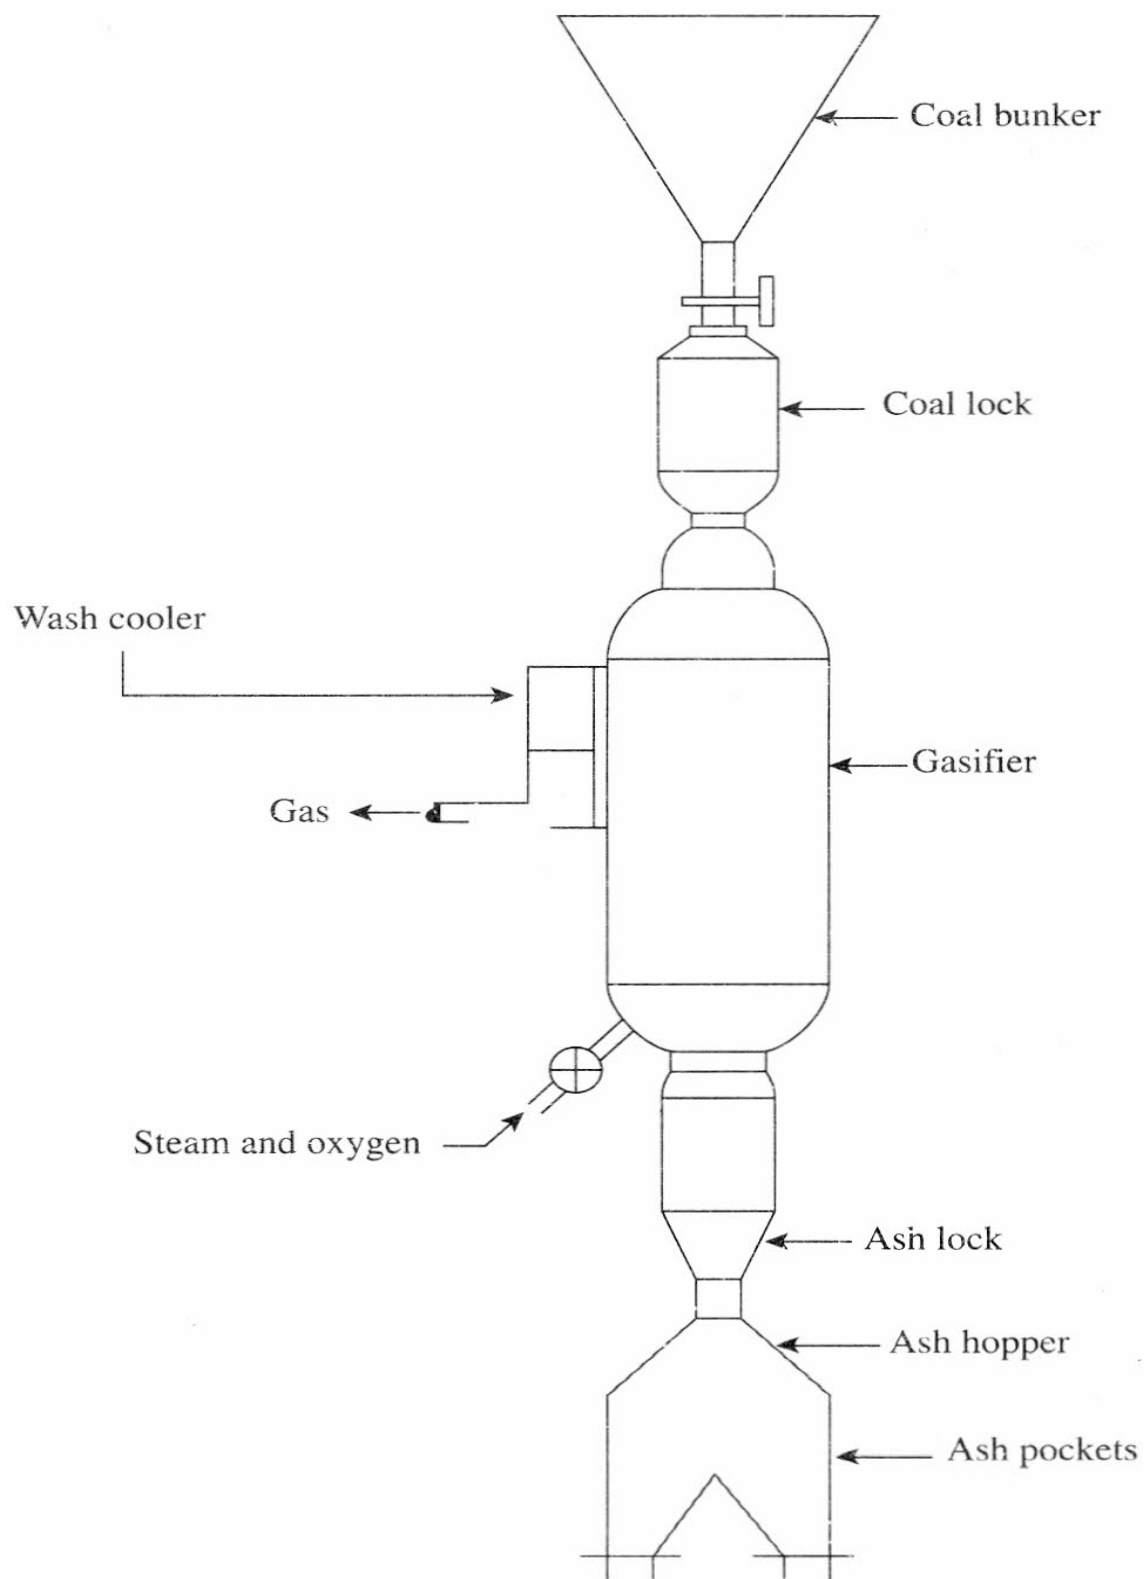 Coal bunker
Coal lock
Wash cooler
Gasifier
Gas
Steam and oxygen
Ash lock
Ash hopper
Ash pockets